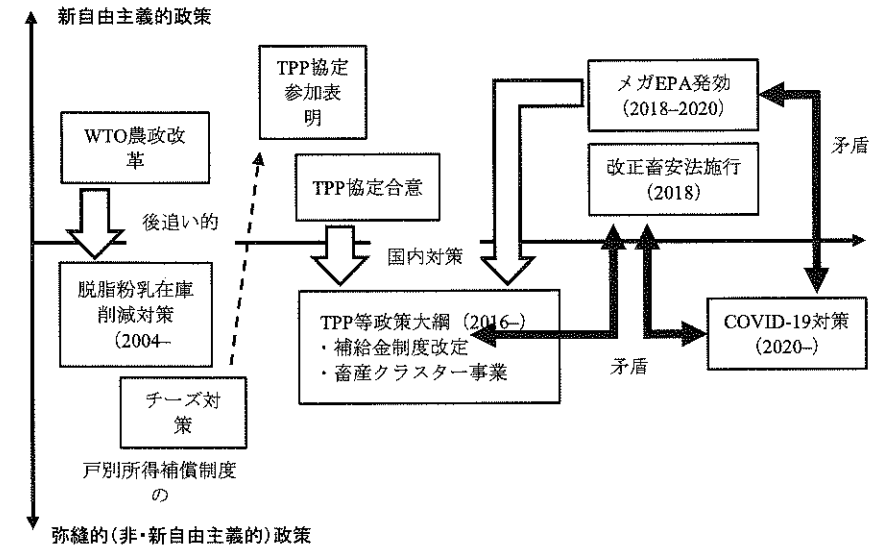 新自由主義的政策
TPP協定
参加表
明
メガEPA発効
(2018–2020)
WTO農政改
革
矛盾
TPP協定合意
改正畜安法施行
(2018)
後追い的
国内対策
脱脂粉乳在庫
削減対策
(2004–
TPP等政策大綱 (2016–)
・補給金制度改定
・畜産クラスター事業
COVID-19対策
(2020–)
矛盾
チーズ対
策
戸別所得補償制度
の
弥縫的(非・新自由主義的)政策